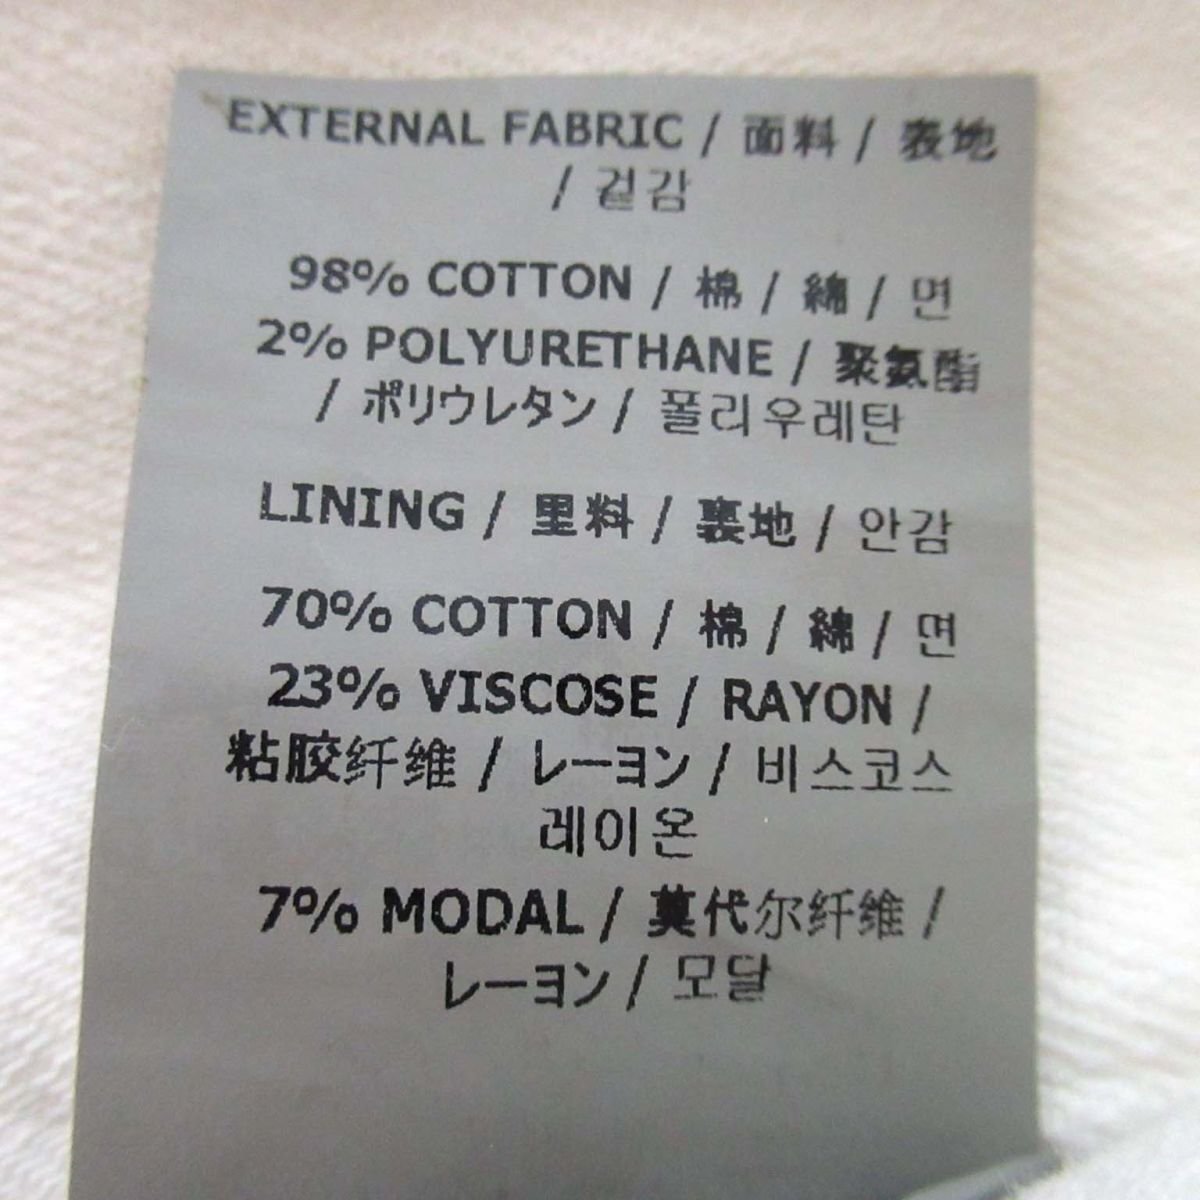 EXTERNAL FABRIC / 面料 / 表地
/ 겉감
98% COTTON / 棉 / 綿 / 면
2% POLYURETHANE / 聚氨酯
/ ポリウレタン / 폴리우레탄
LINING / 里料 / 裏地 / 안감
70% COTTON / 棉 / 綿 / 면
23% VISCOSE / RAYON /
粘胶纤维 / レーヨン / 비스코스
레이온
7% MODAL / 莫代尔纤维 /
レーヨン / 모달